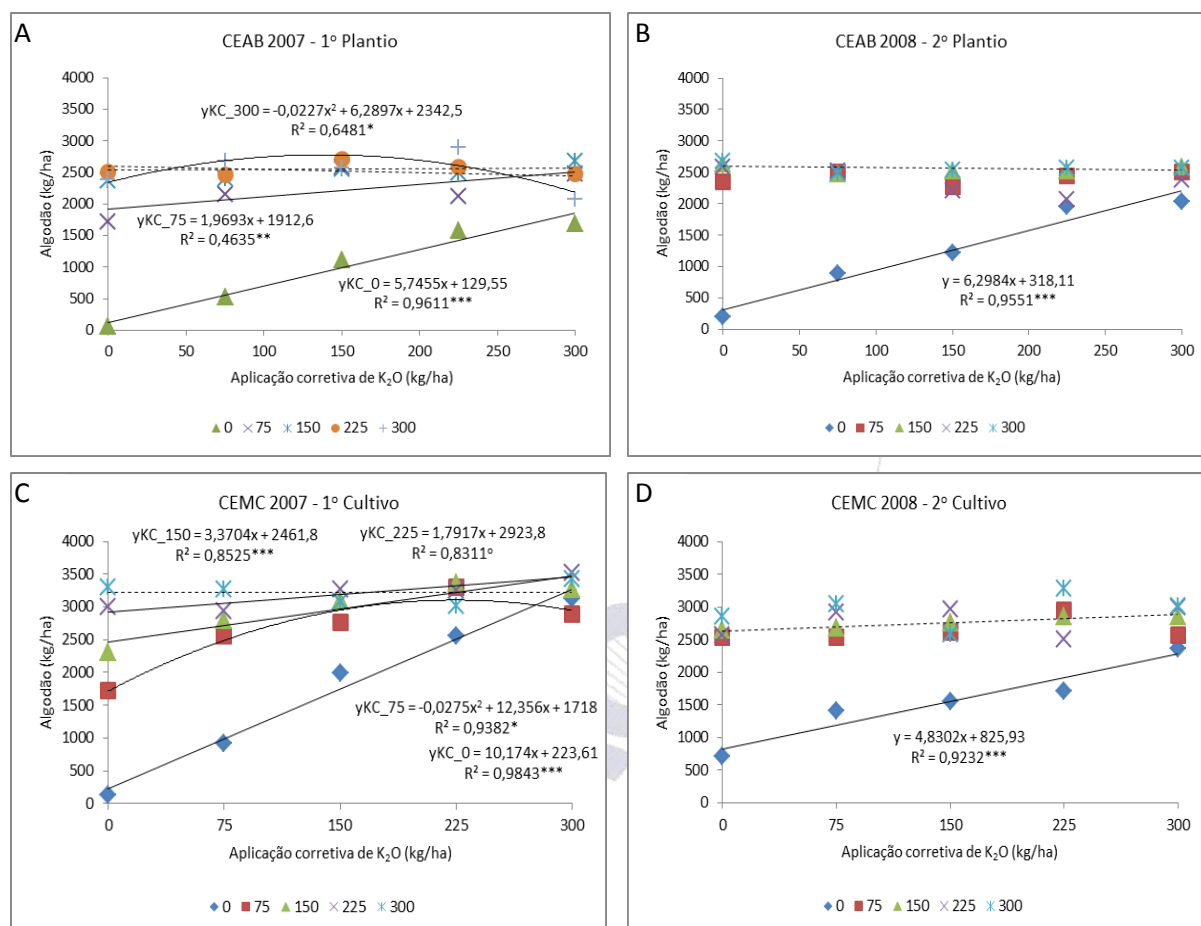 A
CEAB 2007 - 1º Plantio
Algodão (kg/ha)
4000
3500
3000
2500
2000
1500
1000
500
0
yKC_300 = -0,0227x² + 6,2897x + 2342,5
R² = 0,6481*
yKC_75 = 1,9693x + 1912,6
R² = 0,4635**
yKC_0 = 5,7455x + 129,55
R² = 0,9611***
0 50 100 150 200 250 300
Aplicação corretiva de K₂O (kg/ha)
0 75 150 225 300
B
CEAB 2008 - 2º Plantio
Algodão (kg/ha)
4000
3500
3000
2500
2000
1500
1000
500
0
y = 6,2984x + 318,11
R² = 0,9551***
0 50 100 150 200 250 300
Aplicação corretiva de K₂O (kg/ha)
0 75 150 225 300
C
CEMC 2007 - 1º Cultivo
Algodão (kg/ha)
4000
3500
3000
2500
2000
1500
1000
500
0
yKC_150 = 3,3704x + 2461,8
R² = 0,8525***
yKC_225 = 1,7917x + 2923,8
R² = 0,8311º
yKC_75 = -0,0275x² + 12,356x + 1718
R² = 0,9382*
yKC_0 = 10,174x + 223,61
R² = 0,9843***
0 75 150 225 300
Aplicação corretiva de K₂O (kg/ha)
0 75 150 225 300
D
CEMC 2008 - 2º Cultivo
Algodão (kg/ha)
4000
3500
3000
2500
2000
1500
1000
500
0
y = 4,8302x + 825,93
R² = 0,9232***
0 75 150 225 300
Aplicação corretiva de K₂O (kg/ha)
0 75 150 225 300